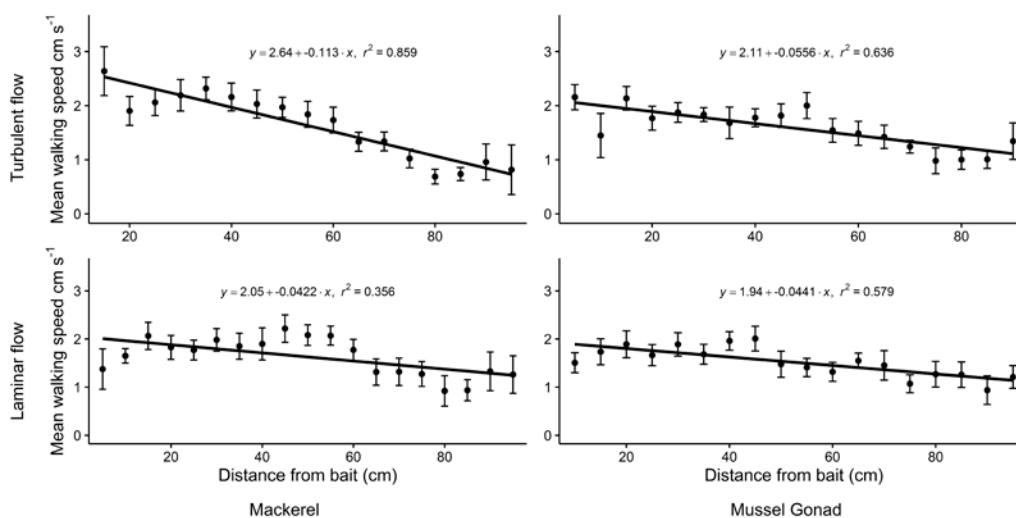 Turbulent flow
Mean walking speed cm s⁻¹
3
2
1
0
y = 2.64 + -0.113 · x, r² = 0.859
20
40
60
80
3
2
1
0
y = 2.11 + -0.0556 · x, r² = 0.636
20
40
60
80
Laminar flow
Mean walking speed cm s⁻¹
3
2
1
0
y = 2.05 + -0.0422 · x, r² = 0.356
20
40
60
80
Distance from bait (cm)
Mackerel
3
2
1
0
y = 1.94 + -0.0441 · x, r² = 0.579
20
40
60
80
Distance from bait (cm)
Mussel Gonad